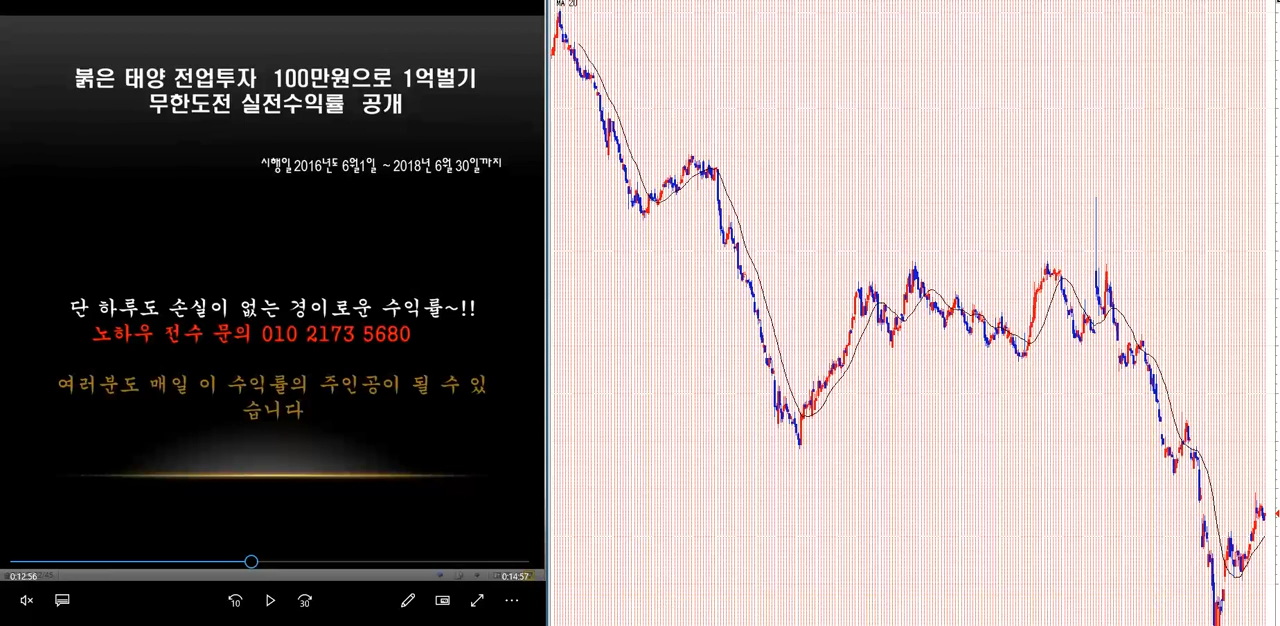 MA 20
붉은 태양 전업투자 100만원으로 1억벌기
무한도전 실전수익률 공개
시행일 2016년도 6월1일 ~ 2018년 6월 30일까지
단 하루도 손실이 없는 경이로운 수익률~!!
노하우 전수 문의 010 2173 5680
여러분도 매일 이 수익률의 주인공이 될 수 있
습니다
0:12:56
0:14:57
10
30